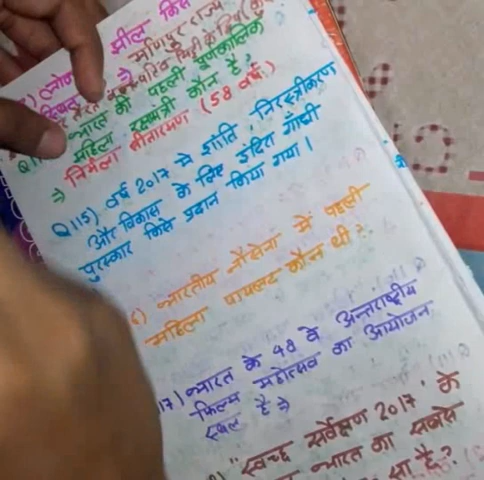 झील किस
मणिपुर राज्य
भारत की पहली पूर्णकालिक
महिला रक्षामंत्री कौन है?
⇒ निर्मला सीतारमण (58 वर्ष)
Q115) वर्ष 2017 मे शांति निरस्त्रीकरण
और विकास के लिए इंदिरा गाँधी
पुरस्कार किसे प्रदान किया गया।
भारतीय नौसेना में पहली
महिला पायलट कौन थी?
17) भारत के 48 वे अन्तराष्ट्रीय
फिल्म महोत्सव का आयोजन
स्थल है ⇒
"स्वच्छ सर्वेक्षण 2017' के
भारत का सबसे
सा है?